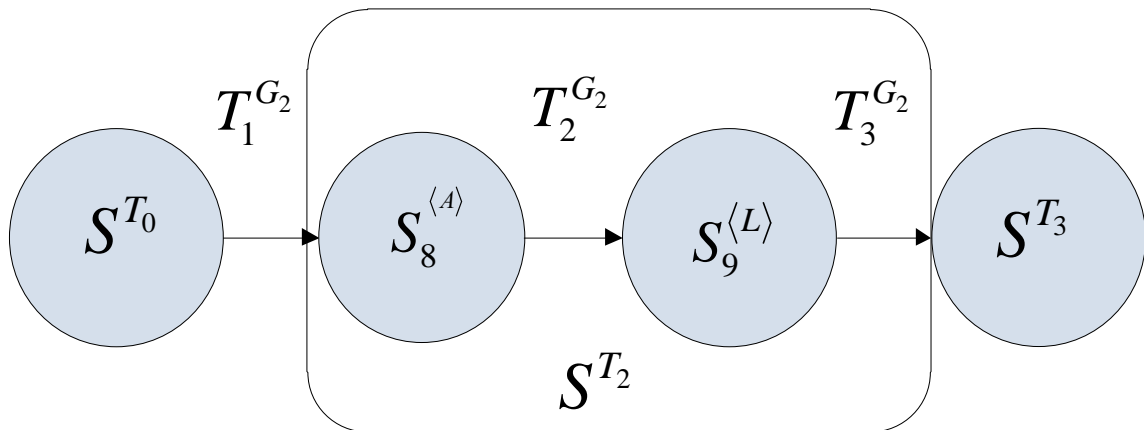 T_1^{G_2} T_2^{G_2} T_3^{G_2}
S^{T_0} S_8^{⟨A⟩} S_9^{⟨L⟩} S^{T_3}
S^{T_2}